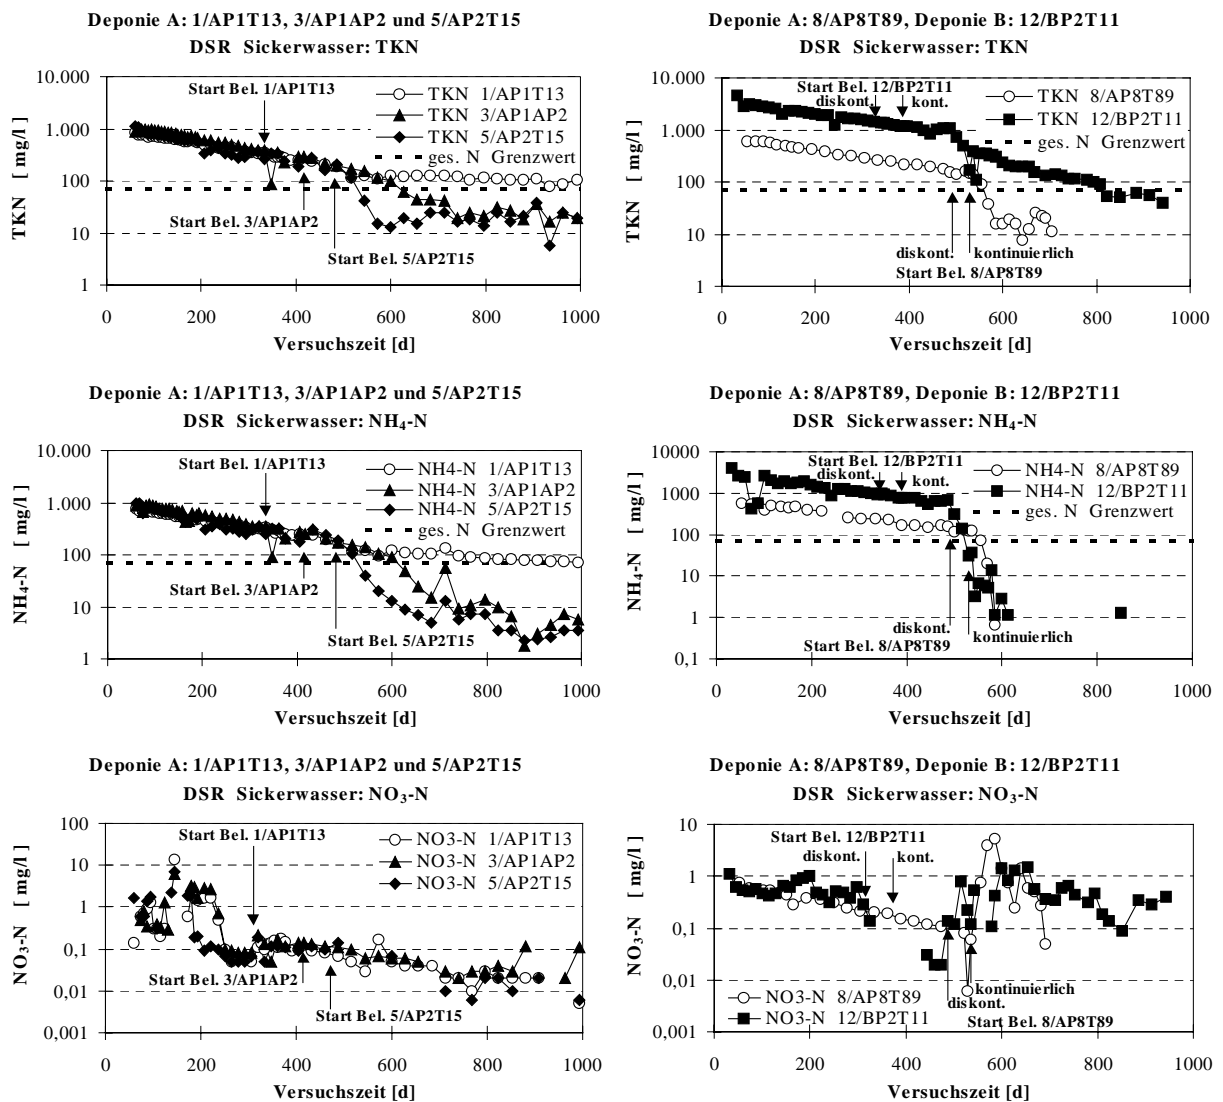 Deponie A: 1/AP1T13, 3/AP1AP2 und 5/AP2T15
DSR Sickerwasser: TKN
10.000
1.000
100
10
1
TKN [ mg/l ]
Start Bel. 1/AP1T13
TKN 1/AP1T13
TKN 3/AP1AP2
TKN 5/AP2T15
ges. N Grenzwert
Start Bel. 3/AP1AP2
Start Bel. 5/AP2T15
0 200 400 600 800 1000
Versuchszeit [d]
Deponie A: 8/AP8T89, Deponie B: 12/BP2T11
DSR Sickerwasser: TKN
10.000
1.000
100
10
1
TKN [ mg/l ]
Start Bel. 12/BP2T11
diskont. kont.
TKN 8/AP8T89
TKN 12/BP2T11
ges. N Grenzwert
diskont. kontinuierlich
Start Bel. 8/AP8T89
0 200 400 600 800 1000
Versuchszeit [d]
Deponie A: 1/AP1T13, 3/AP1AP2 und 5/AP2T15
DSR Sickerwasser: NH₄-N
10.000
1.000
100
10
1
NH₄-N [ mg/l ]
Start Bel. 1/AP1T13
NH4-N 1/AP1T13
NH4-N 3/AP1AP2
NH4-N 5/AP2T15
ges. N Grenzwert
Start Bel. 3/AP1AP2
Start Bel. 5/AP2T15
0 200 400 600 800 1000
Versuchszeit [d]
Deponie A: 8/AP8T89, Deponie B: 12/BP2T11
DSR Sickerwasser: NH₄-N
10000
1000
100
10
1
0,1
NH₄-N [ mg/l ]
Start Bel. 12/BP2T11
diskont. kont.
NH4-N 8/AP8T89
NH4-N 12/BP2T11
ges. N Grenzwert
diskont. kontinuierlich
Start Bel. 8/AP8T89
0 200 400 600 800 1000
Versuchszeit [d]
Deponie A: 1/AP1T13, 3/AP1AP2 und 5/AP2T15
DSR Sickerwasser: NO₃-N
100
10
1
0,1
0,01
0,001
NO₃-N [ mg/l ]
Start Bel. 1/AP1T13
NO3-N 1/AP1T13
NO3-N 3/AP1AP2
NO3-N 5/AP2T15
Start Bel. 3/AP1AP2
Start Bel. 5/AP2T15
0 200 400 600 800 1000
Versuchszeit [d]
Deponie A: 8/AP8T89, Deponie B: 12/BP2T11
DSR Sickerwasser: NO₃-N
10
1
0,1
0,01
0,001
NO₃-N [ mg/l ]
Start Bel. 12/BP2T11
diskont. kont.
NO3-N 8/AP8T89
NO3-N 12/BP2T11
kontinuierlich
diskont.
Start Bel. 8/AP8T89
0 200 400 600 800 1000
Versuchszeit [d]